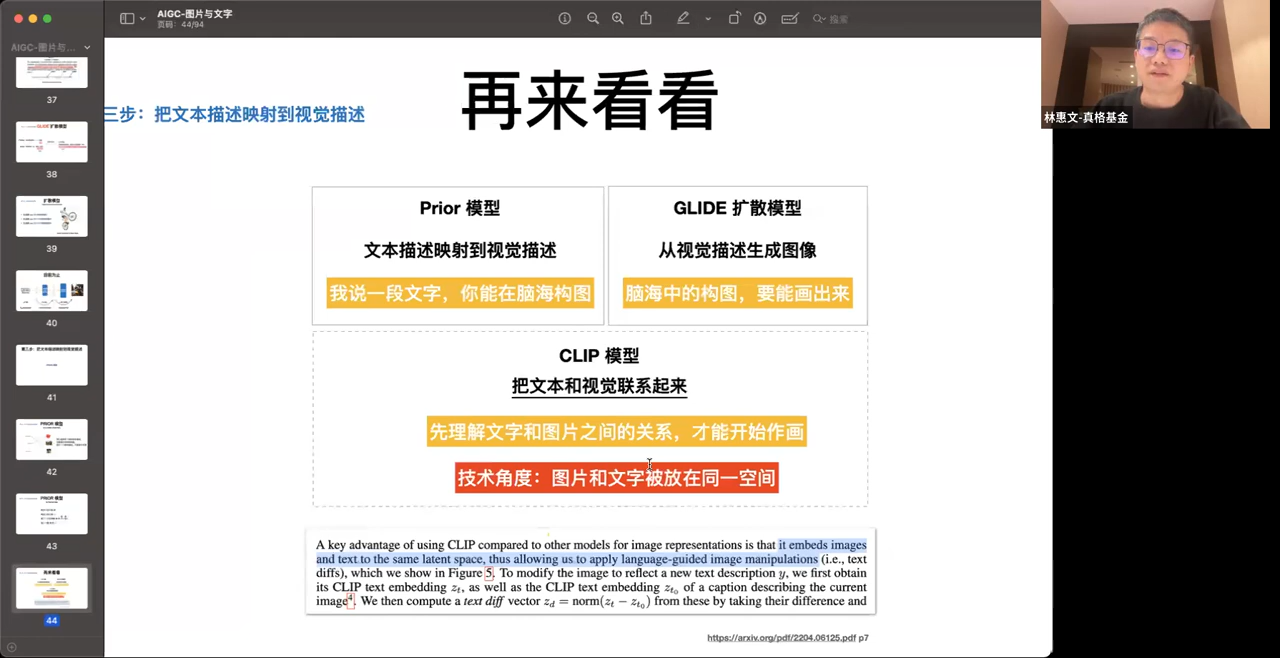 AIGC-图片与文字
页码：44/94
搜索
AIGC-图片与...
37
38
39
40
41
42
43
44
三步：把文本描述映射到视觉描述
再来看看
Prior 模型
文本描述映射到视觉描述
我说一段文字，你能在脑海构图
GLIDE 扩散模型
从视觉描述生成图像
脑海中的构图，要能画出来
CLIP 模型
把文本和视觉联系起来
先理解文字和图片之间的关系，才能开始作画
技术角度：图片和文字被放在同一空间
A key advantage of using CLIP compared to other models for image representations is that it embeds images
and text to the same latent space, thus allowing us to apply language-guided image manipulations (i.e., text
diffs), which we show in Figure 5. To modify the image to reflect a new text description y, we first obtain
its CLIP text embedding zt, as well as the CLIP text embedding zt0 of a caption describing the current
image4. We then compute a text diff vector zd = norm(zt − zt0) from these by taking their difference and
https://arxiv.org/pdf/2204.06125.pdf p7
林惠文-真格基金